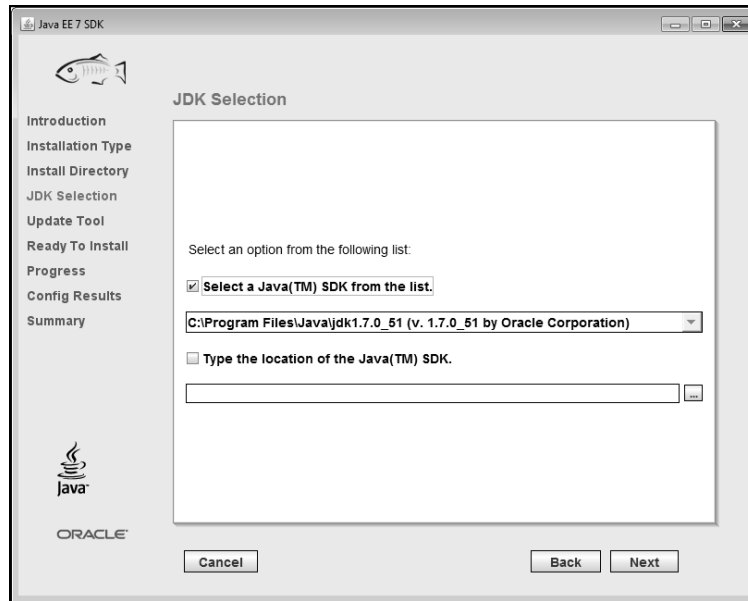 Java EE 7 SDK
JDK Selection
Introduction
Installation Type
Install Directory
JDK Selection
Update Tool
Ready To Install
Progress
Config Results
Summary
Select an option from the following list:
Select a Java(TM) SDK from the list.
C:\Program Files\Java\jdk1.7.0_51 (v. 1.7.0_51 by Oracle Corporation)
Type the location of the Java(TM) SDK.
...
Java™
ORACLE®
Cancel
Back
Next